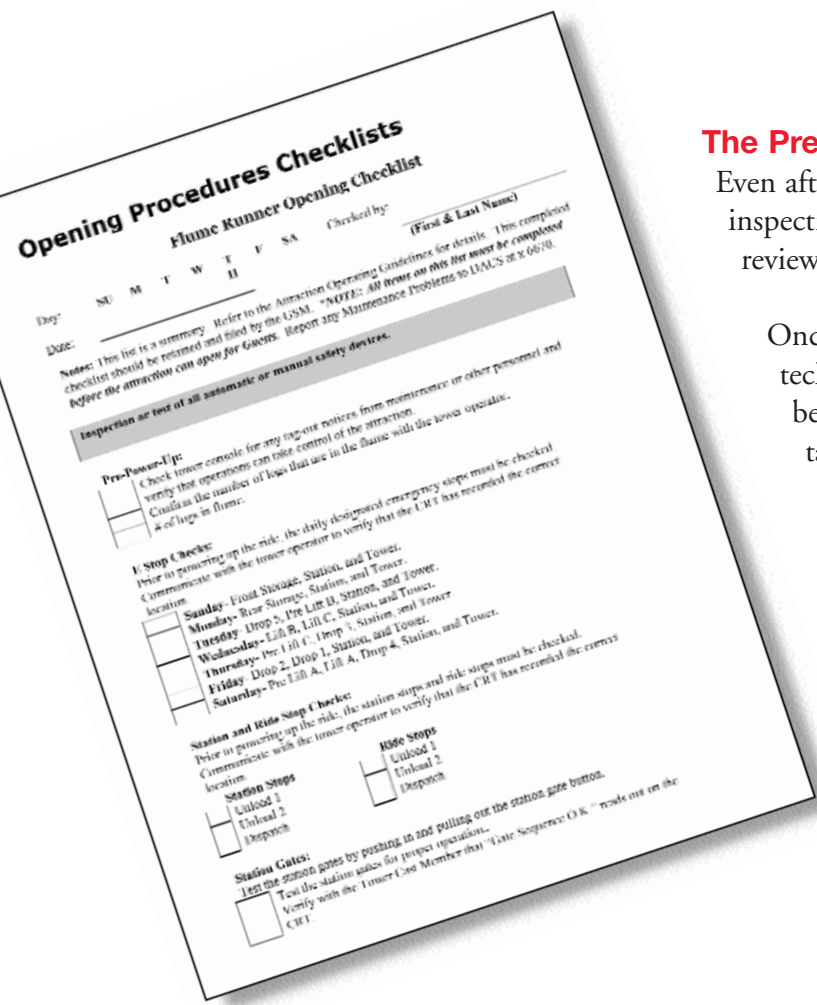 Opening Procedures Checklists
Flume Runner Opening Checklist
Day: SU M T W T F SA Checked by:
H (First & Last Name)
Date:
Notes: This list is a summary. Refer to the Attraction Operating Guidelines for details. This completed
checklist should be retained and filed by the GSM. *NOTE: All items on this list must be completed
before the attraction can open for Guests. Report any Maintenance Problems to DACS at x 6670.
Inspection or test of all automatic or manual safety devices.
Pre-Power-Up:
Check tower console for any tag-out notices from maintenance or other personnel and
verify that operations can take control of the attraction.
Confirm the number of logs that are in the flume with the tower operator.
# of logs in flume.
E Stop Checks:
Prior to powering up the ride, the daily designated emergency stops must be checked.
Communicate with the tower operator to verify that the CRT has recorded the correct
location.
Sunday- Front Storage, Station, and Tower.
Monday- Rear Storage, Station, and Tower.
Tuesday- Drop 5, Pre Lift B, Station, and Tower.
Wednesday- Lift B, Lift C, Station, and Tower.
Thursday- Pre Lift C, Drop 3, Station, and Tower
Friday- Drop 2, Drop 1, Station, and Tower.
Saturday- Pre Lift A, Lift A, Drop 4, Station, and Tower.
Station and Ride Stop Checks:
Prior to powering up the ride, the station stops and ride stops must be checked.
Communicate with the tower operator to verify that the CRT has recorded the correct
location.
Station Stops
Unload 1
Unload 2
Dispatch
Ride Stops
Unload 1
Unload 2
Dispatch
Station Gates:
Test the station gates by pushing in and pulling out the station gate button.
Test the station gates for proper operation.
Verify with the Tower Cast Member that "Gate Sequence O.K." reads out on the
CRT.
The Pre
Even aft
inspecti
review
Onc
tec
be
ta